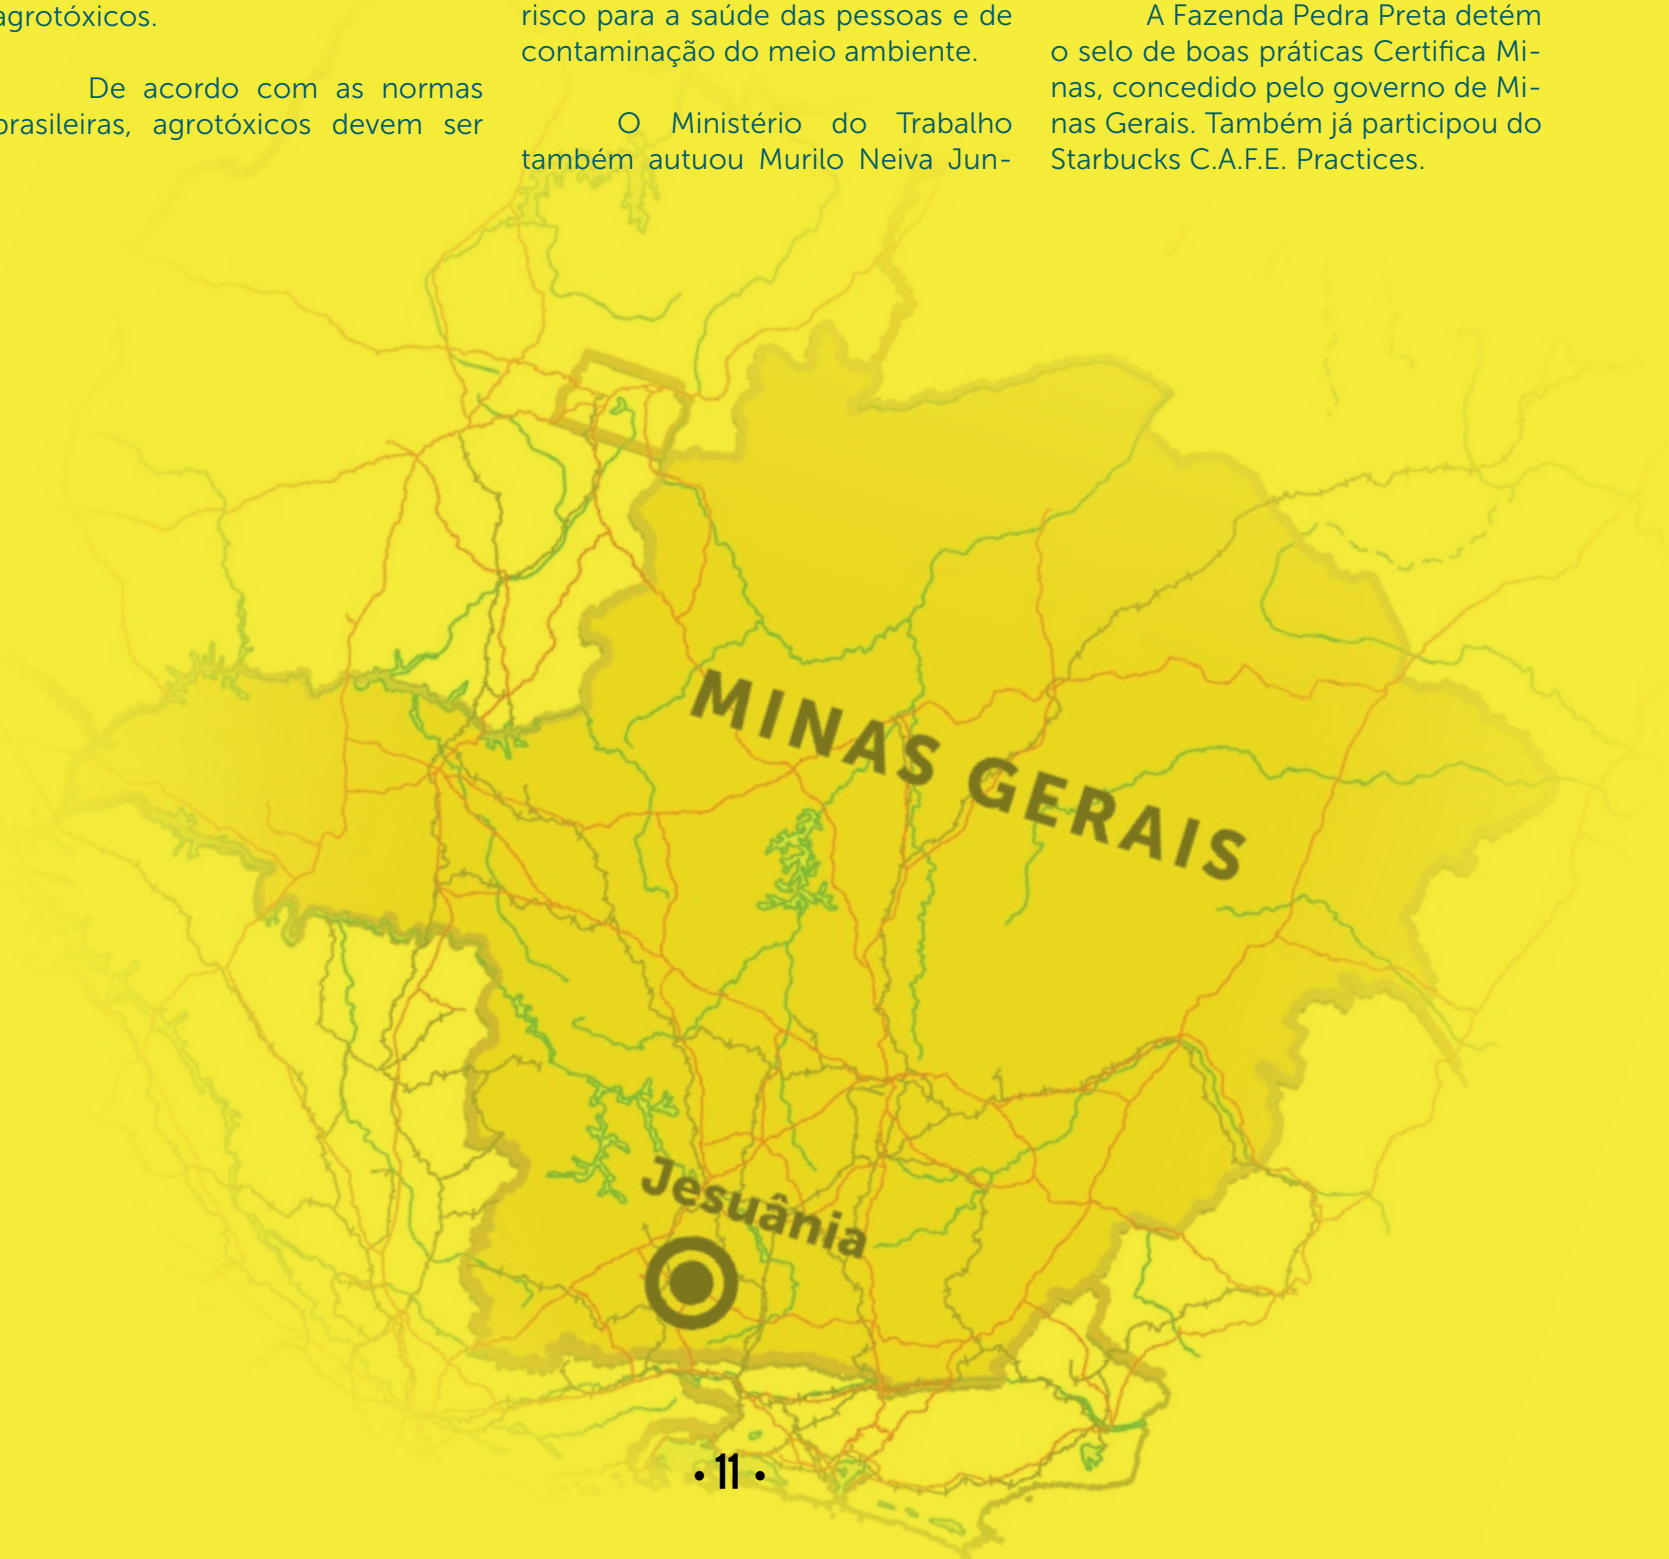 agrotóxicos.
De acordo com as normas
brasileiras, agrotóxicos devem ser
risco para a saúde das pessoas e de
contaminação do meio ambiente.
O Ministério do Trabalho
também autuou Murilo Neiva Jun-
A Fazenda Pedra Preta detém
o selo de boas práticas Certifica Mi-
nas, concedido pelo governo de Mi-
nas Gerais. Também já participou do
Starbucks C.A.F.E. Practices.
MINAS GERAIS
Jesuânia
• 11 •